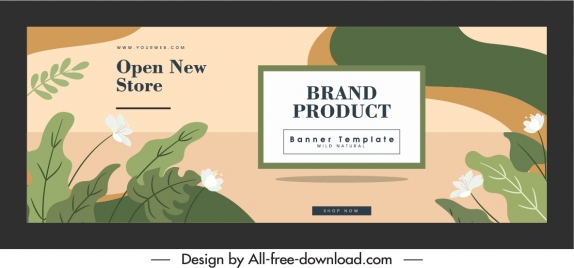 WWW.YOURWEB.COM
Open New
Store
BRAND
PRODUCT
Banner Template
WILD NATURAL
SHOP NOW
Design by All-free-download.com